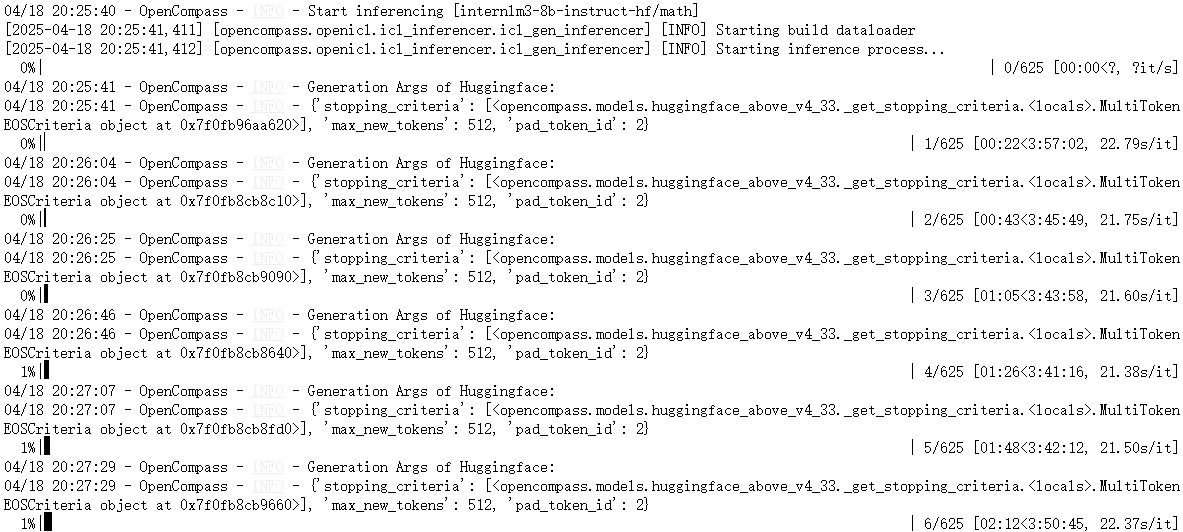 04/18 20:25:40 - OpenCompass - INFO - Start inferencing [internlm3-8b-instruct-hf/math]
[2025-04-18 20:25:41,411] [opencompass.openicl.icl_inferencer.icl_gen_inferencer] [INFO] Starting build dataloader
[2025-04-18 20:25:41,412] [opencompass.openicl.icl_inferencer.icl_gen_inferencer] [INFO] Starting inference process...
0%| | 0/625 [00:00<?, ?it/s]
04/18 20:25:41 - OpenCompass - INFO - Generation Args of Huggingface:
04/18 20:25:41 - OpenCompass - INFO - {'stopping_criteria': [<opencompass.models.huggingface_above_v4_33._get_stopping_criteria.<locals>.MultiToken
EOSCriteria object at 0x7f0fb96aa620>], 'max_new_tokens': 512, 'pad_token_id': 2}
0%| | 1/625 [00:22<3:57:02, 22.79s/it]
04/18 20:26:04 - OpenCompass - INFO - Generation Args of Huggingface:
04/18 20:26:04 - OpenCompass - INFO - {'stopping_criteria': [<opencompass.models.huggingface_above_v4_33._get_stopping_criteria.<locals>.MultiToken
EOSCriteria object at 0x7f0fb8cb8c10>], 'max_new_tokens': 512, 'pad_token_id': 2}
0%| | 2/625 [00:43<3:45:49, 21.75s/it]
04/18 20:26:25 - OpenCompass - INFO - Generation Args of Huggingface:
04/18 20:26:25 - OpenCompass - INFO - {'stopping_criteria': [<opencompass.models.huggingface_above_v4_33._get_stopping_criteria.<locals>.MultiToken
EOSCriteria object at 0x7f0fb8cb9090>], 'max_new_tokens': 512, 'pad_token_id': 2}
0%| | 3/625 [01:05<3:43:58, 21.60s/it]
04/18 20:26:46 - OpenCompass - INFO - Generation Args of Huggingface:
04/18 20:26:46 - OpenCompass - INFO - {'stopping_criteria': [<opencompass.models.huggingface_above_v4_33._get_stopping_criteria.<locals>.MultiToken
EOSCriteria object at 0x7f0fb8cb8640>], 'max_new_tokens': 512, 'pad_token_id': 2}
1%| | 4/625 [01:26<3:41:16, 21.38s/it]
04/18 20:27:07 - OpenCompass - INFO - Generation Args of Huggingface:
04/18 20:27:07 - OpenCompass - INFO - {'stopping_criteria': [<opencompass.models.huggingface_above_v4_33._get_stopping_criteria.<locals>.MultiToken
EOSCriteria object at 0x7f0fb8cb8fd0>], 'max_new_tokens': 512, 'pad_token_id': 2}
1%| | 5/625 [01:48<3:42:12, 21.50s/it]
04/18 20:27:29 - OpenCompass - INFO - Generation Args of Huggingface:
04/18 20:27:29 - OpenCompass - INFO - {'stopping_criteria': [<opencompass.models.huggingface_above_v4_33._get_stopping_criteria.<locals>.MultiToken
EOSCriteria object at 0x7f0fb8cb9660>], 'max_new_tokens': 512, 'pad_token_id': 2}
1%| | 6/625 [02:12<3:50:45, 22.37s/it]